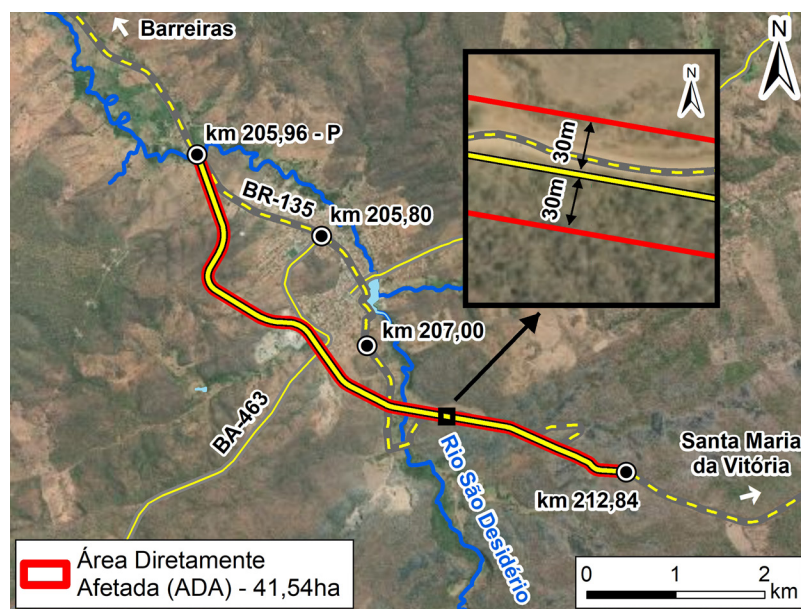 Barreiras
N
N
30m
30m
km 205,96 - P
BR-135
km 205,80
km 207,00
BA-463
Rio São Desidério
Santa Maria
da Vitória
km 212,84
Área Diretamente
Afetada (ADA) - 41,54ha
0 1 2
km